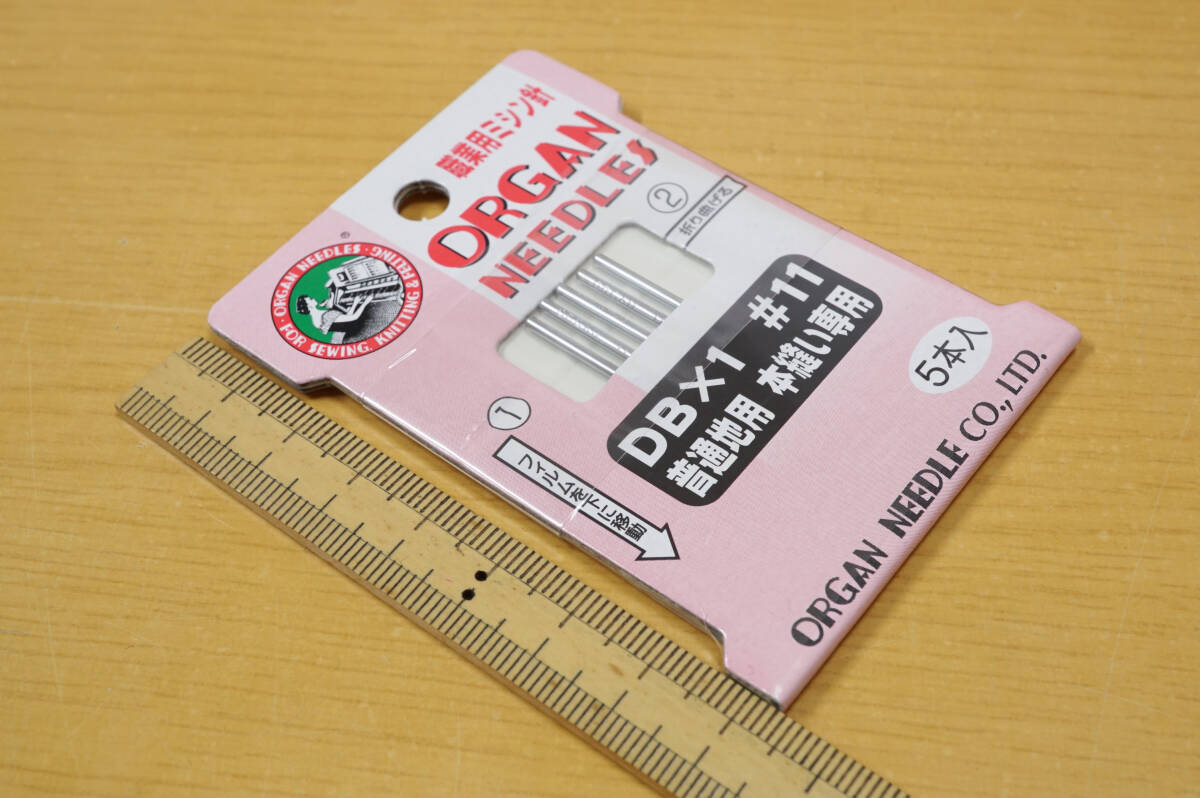 職業用ミシン針
ORGAN
NEEDLES
®
ORGAN NEEDLES
FOR SEWING, KNITTING & FELTING
②
折り曲げる
DB×1 #11
普通地用 本縫い専用
5本入
①
フィルムを下に移動
ORGAN NEEDLE CO., LTD.